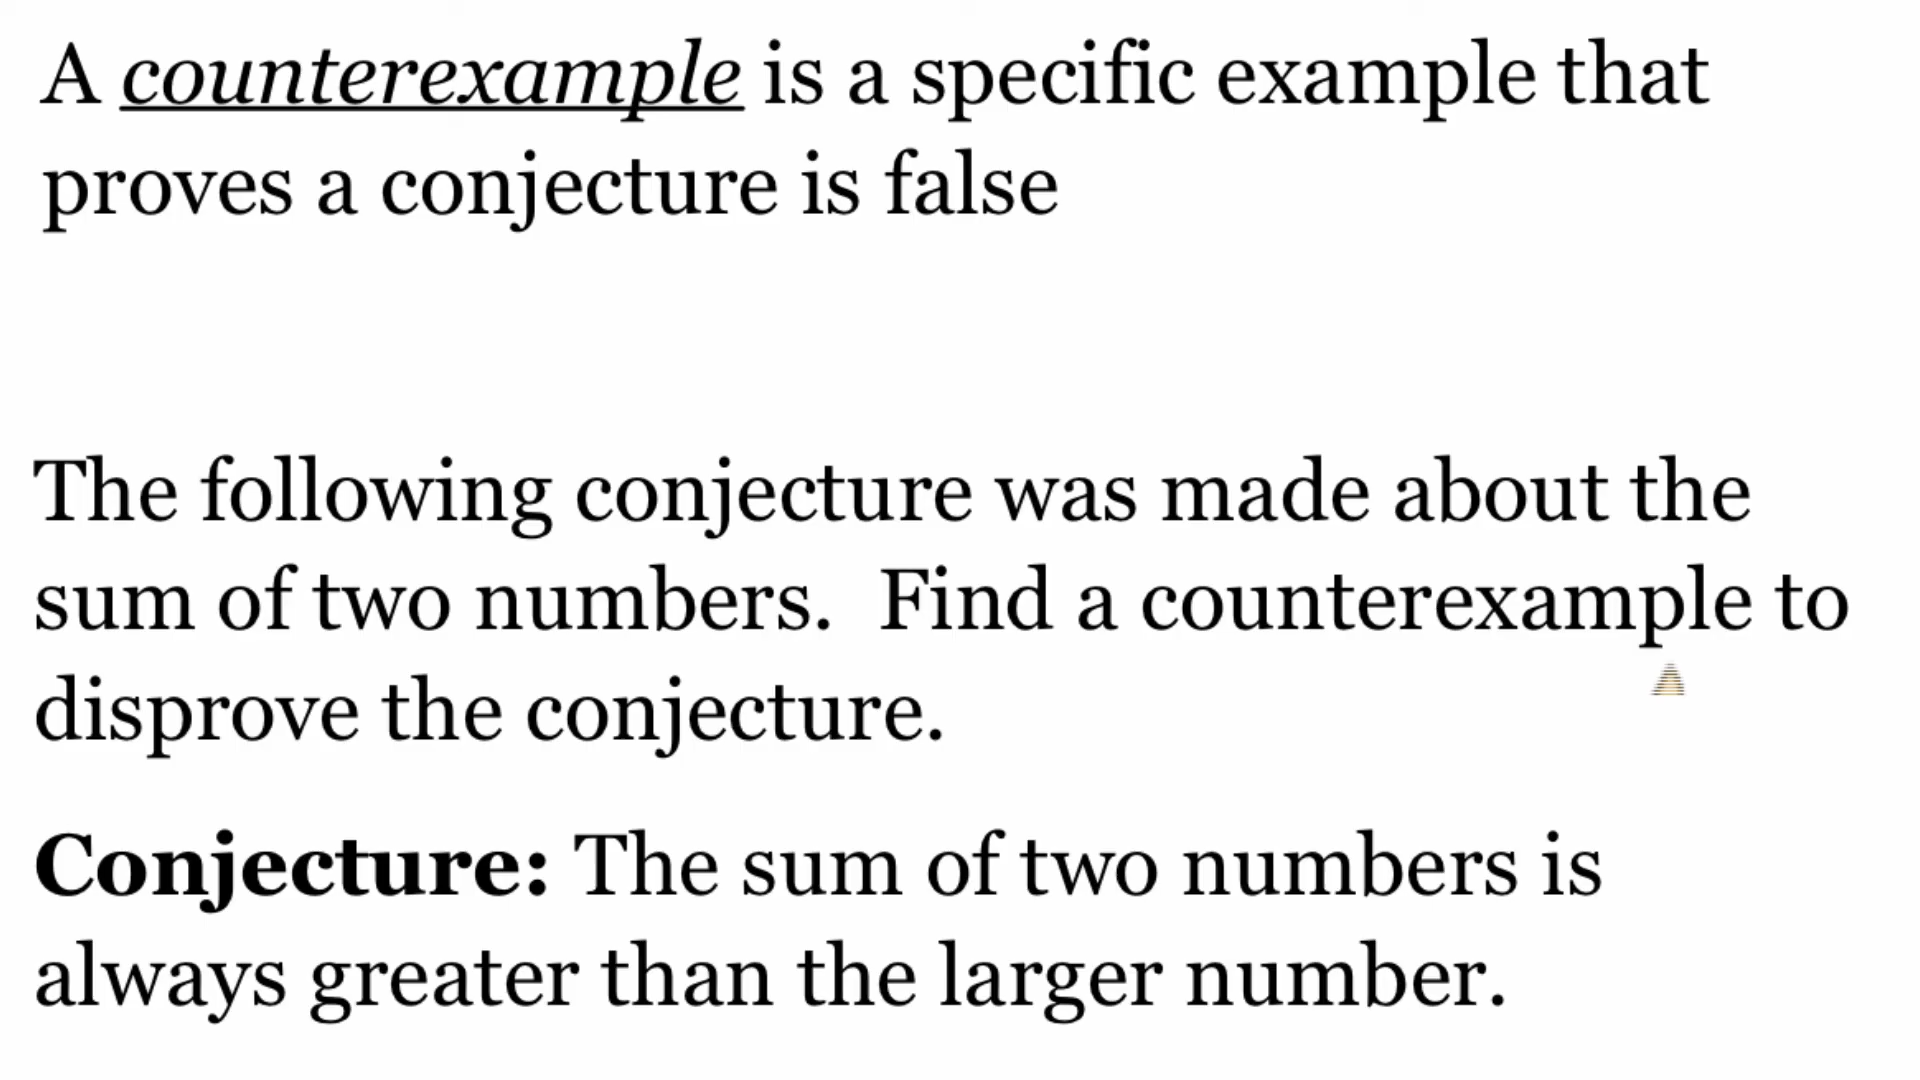 A counterexample is a specific example that
proves a conjecture is false
The following conjecture was made about the
sum of two numbers.  Find a counterexample to
disprove the conjecture.
Conjecture: The sum of two numbers is
always greater than the larger number.